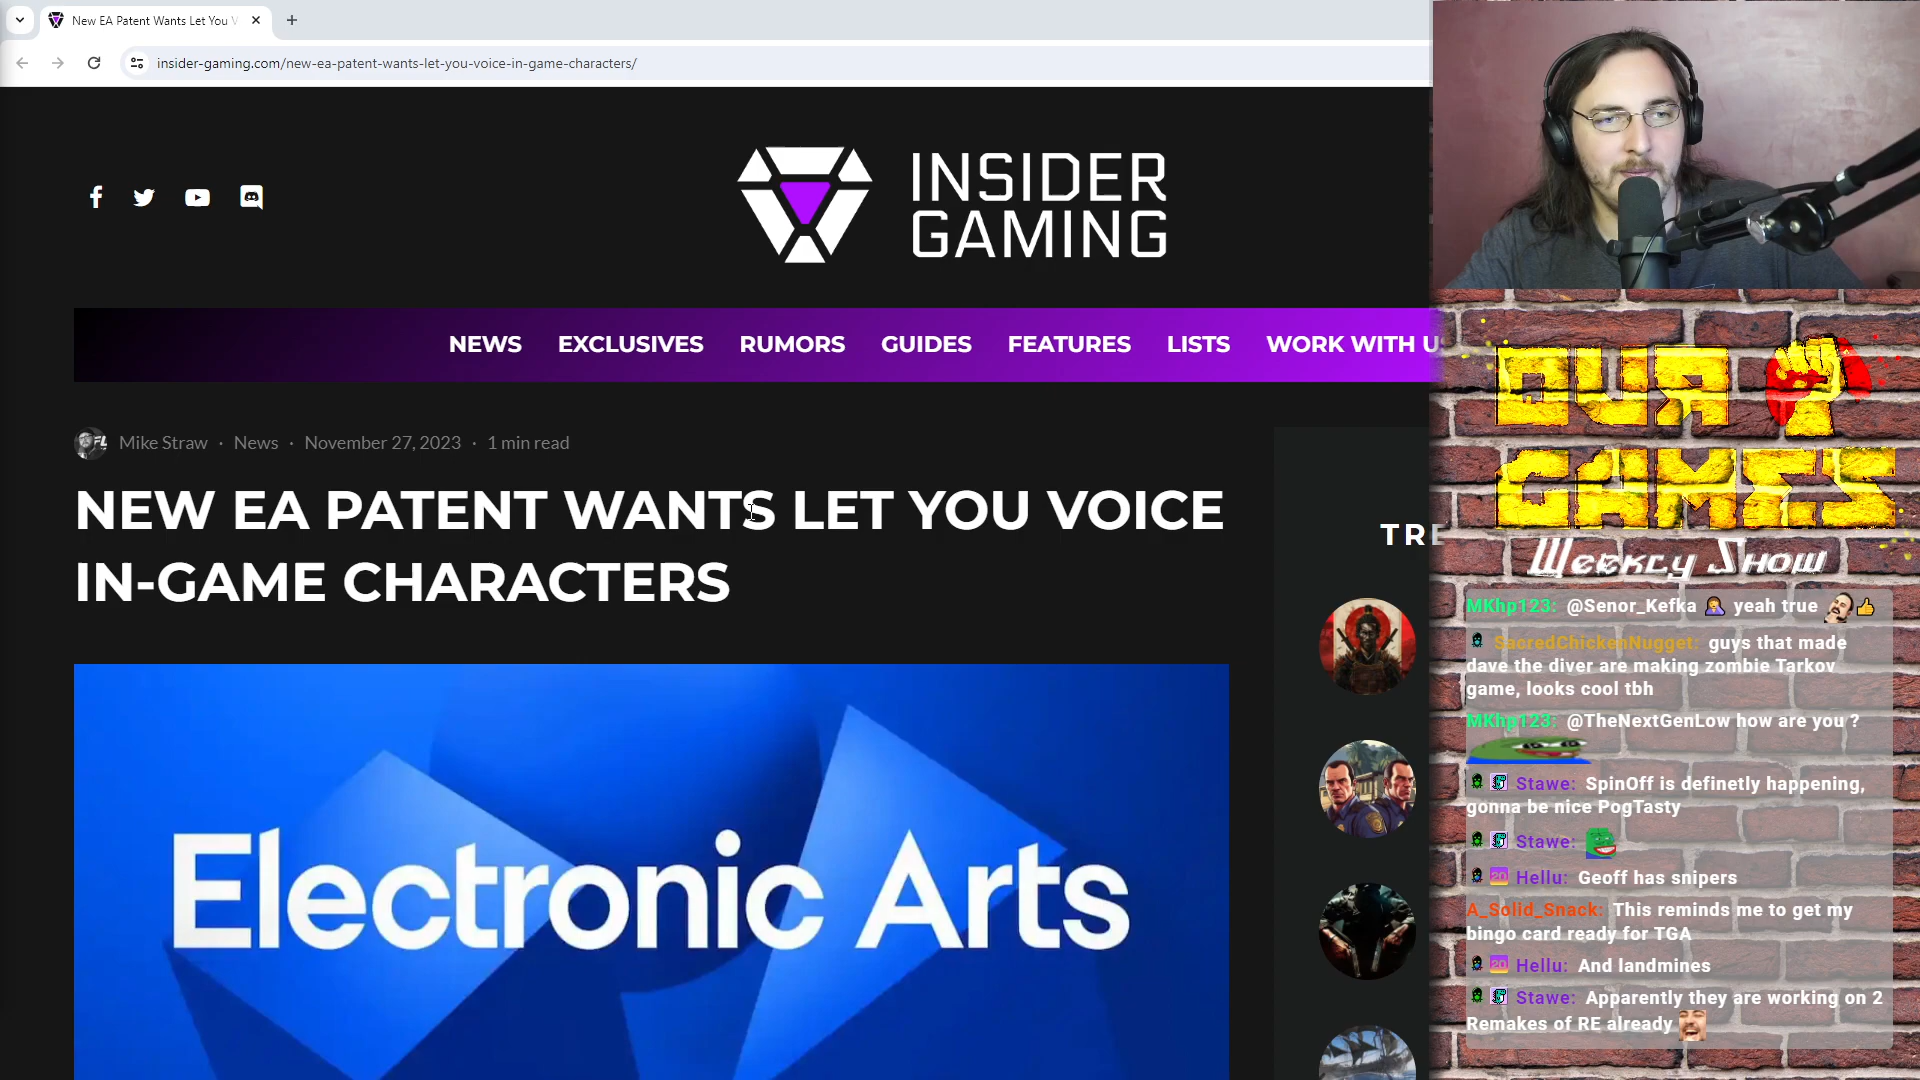 New EA Patent Wants Let You V
insider-gaming.com/new-ea-patent-wants-let-you-voice-in-game-characters/
INSIDER
GAMING
NEWS EXCLUSIVES RUMORS GUIDES FEATURES LISTS WORK WITH US
Mike Straw · News · November 27, 2023 · 1 min read
NEW EA PATENT WANTS LET YOU VOICE
IN-GAME CHARACTERS
TRE
Electronic Arts
OUR
GAMES
Weekly Show
MKhp123: @Senor_Kefka 🤦‍♀️ yeah true 👍
SacredChickenNugget: guys that made
dave the diver are making zombie Tarkov
game, looks cool tbh
MKhp123: @TheNextGenLow how are you ?
Stawe: SpinOff is definetly happening,
gonna be nice PogTasty
Stawe:
Hellu: Geoff has snipers
A_Solid_Snack: This reminds me to get my
bingo card ready for TGA
Hellu: And landmines
Stawe: Apparently they are working on 2
Remakes of RE already